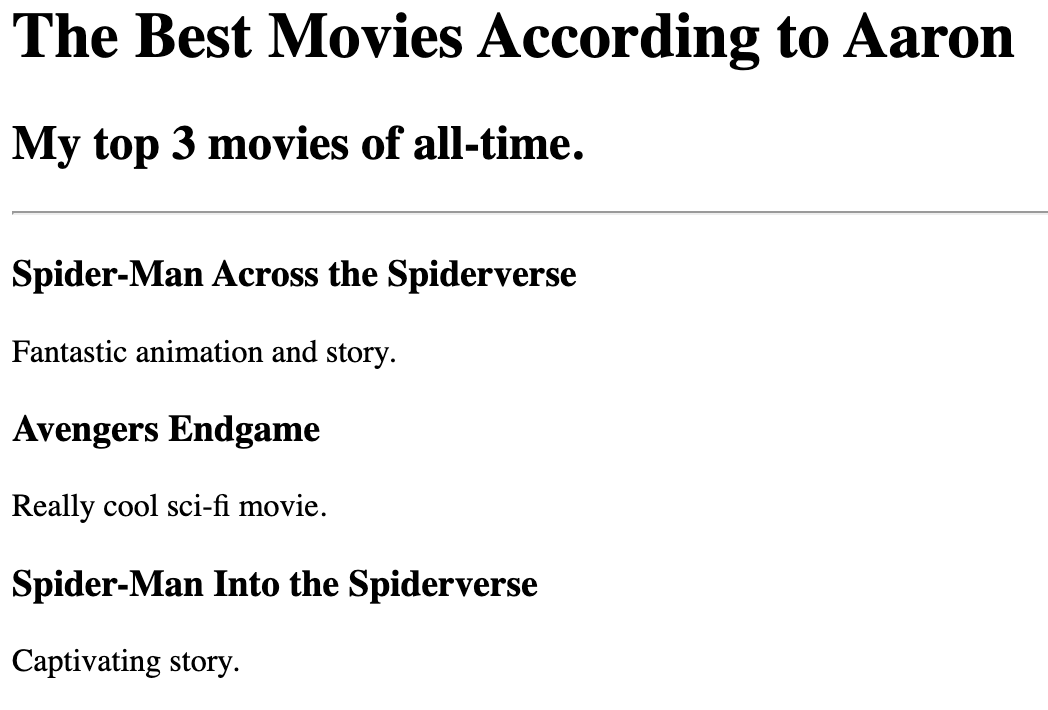 The Best Movies According to Aaron
My top 3 movies of all-time.
Spider-Man Across the Spiderverse
Fantastic animation and story.
Avengers Endgame
Really cool sci-fi movie.
Spider-Man Into the Spiderverse
Captivating story.